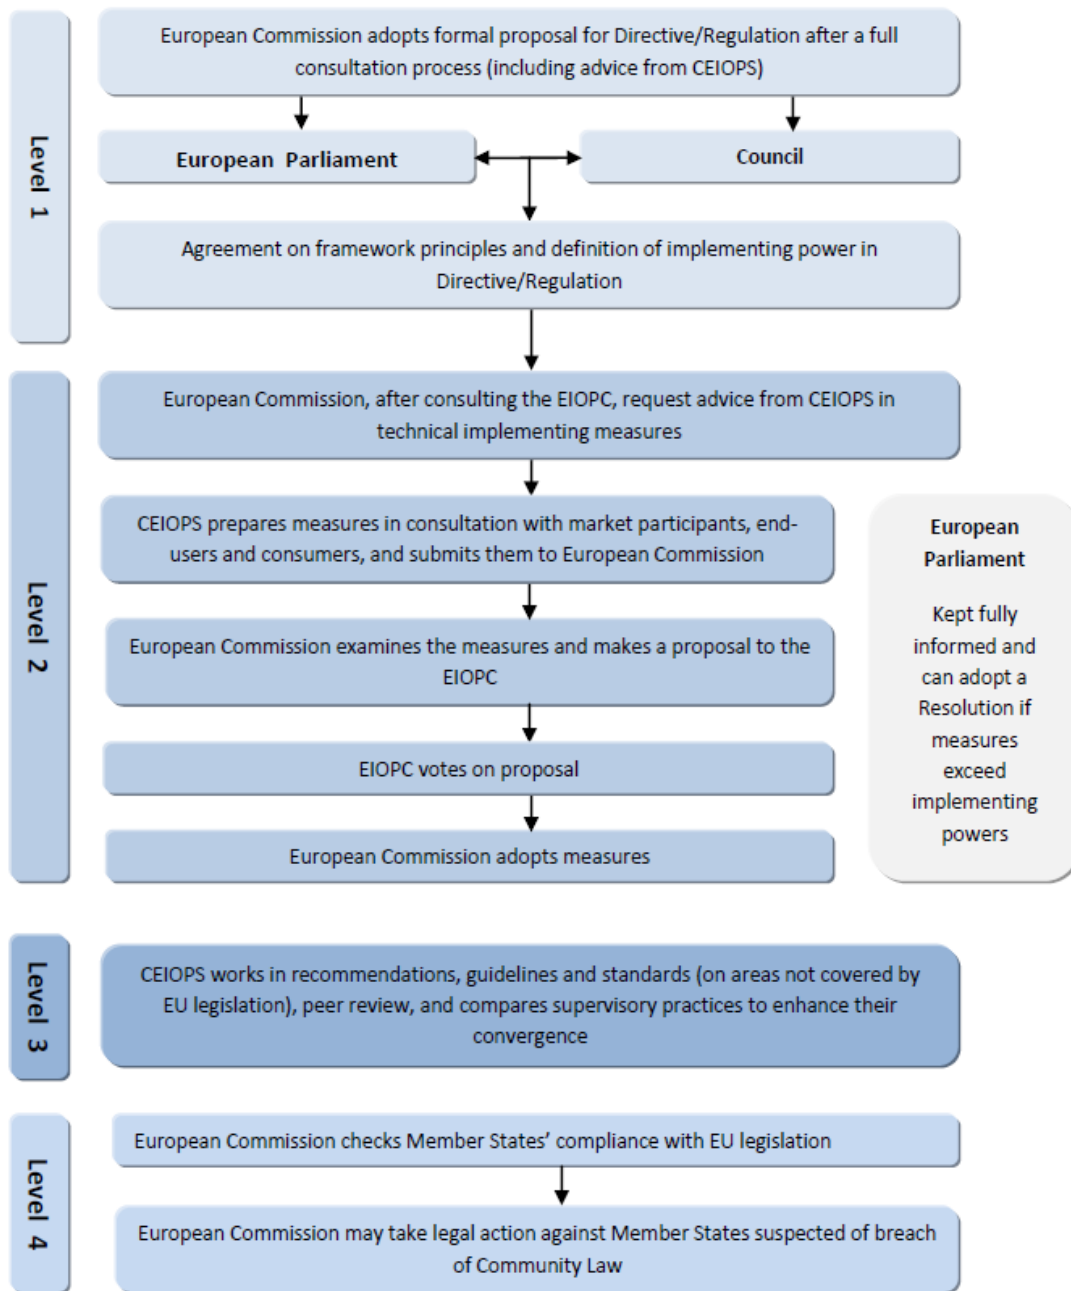 Level 1
European Commission adopts formal proposal for Directive/Regulation after a full
consultation process (including advice from CEIOPS)
European Parliament
Council
Agreement on framework principles and definition of implementing power in
Directive/Regulation
Level 2
European Commission, after consulting the EIOPC, request advice from CEIOPS in
technical implementing measures
CEIOPS prepares measures in consultation with market participants, end-
users and consumers, and submits them to European Commission
European Commission examines the measures and makes a proposal to the
EIOPC
EIOPC votes on proposal
European Commission adopts measures
European
Parliament
Kept fully
informed and
can adopt a
Resolution if
measures
exceed
implementing
powers
Level 3
CEIOPS works in recommendations, guidelines and standards (on areas not covered by
EU legislation), peer review, and compares supervisory practices to enhance their
convergence
Level 4
European Commission checks Member States’ compliance with EU legislation
European Commission may take legal action against Member States suspected of breach
of Community Law